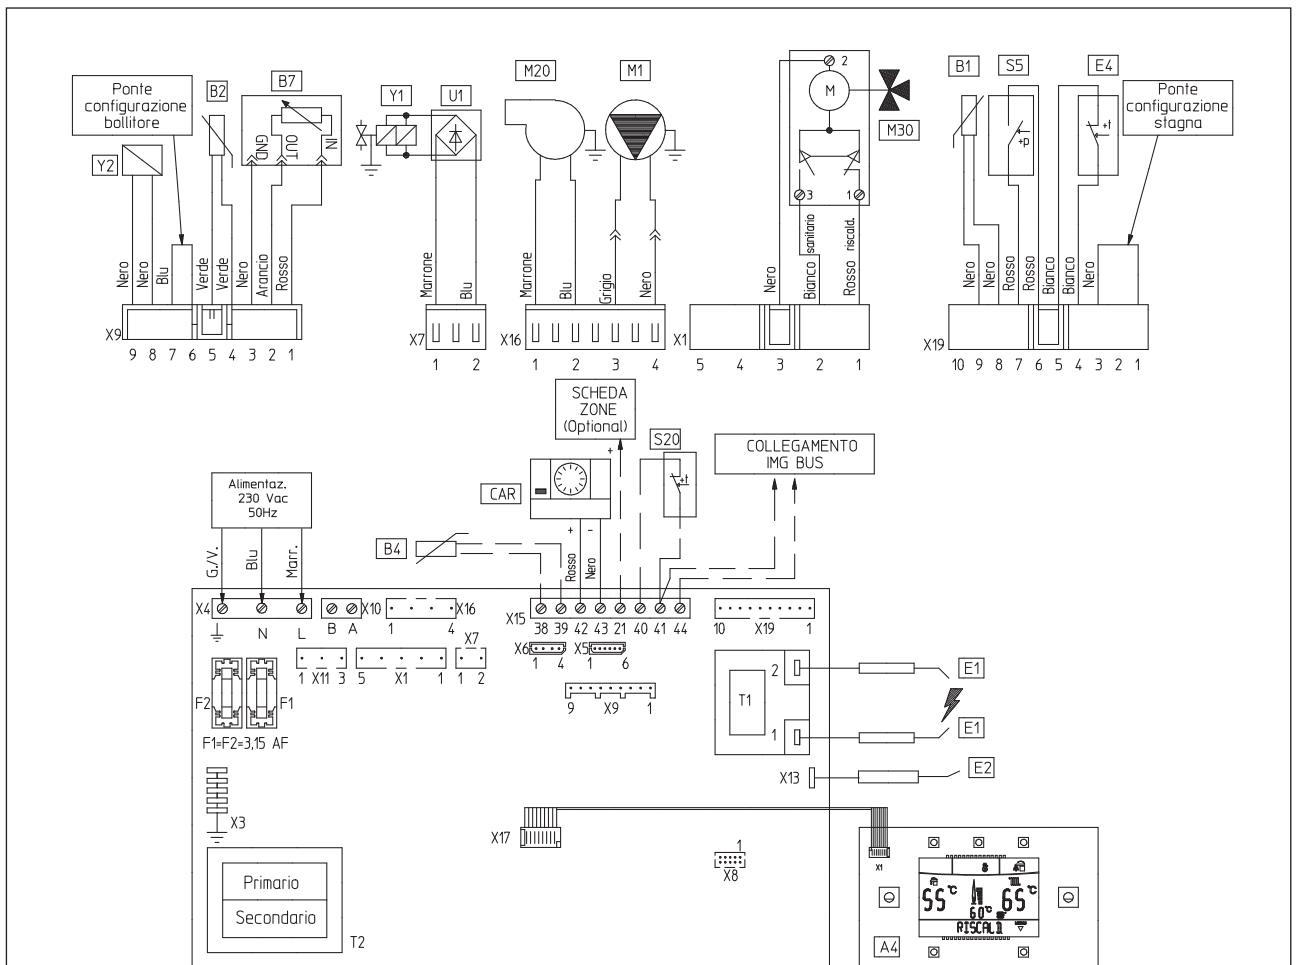 Ponte
configurazione
bollitore
B2
B7
GND
OUT
IN
Y2
Y1
U1
M20
M1
2
M
M30
3
1
B1
S5
+p
E4
+t
Ponte
configurazione
stagna
Nero
Nero
Blu
Verde
Verde
Nero
Arancio
Rosso
Marrone
Blu
Marrone
Blu
Grigio
Nero
Nero
Bianco sanitario
Rosso riscald.
Nero
Nero
Rosso
Rosso
Bianco
Bianco
Nero
X9
9 8 7 6 5 4 3 2 1
X7
1 2
X16
1 2 3 4
X1
5 4 3 2 1
X19
10 9 8 7 6 5 4 3 2 1
SCHEDA
ZONE
(Optional)
+
S20
+t
COLLEGAMENTO
IMG BUS
Alimentaz.
230 Vac
50Hz
CAR
+ -
B4
G./V.
Blu
Marr.
Rosso
Nero
X4
N L
B A
X10
X16
1 4
X15
38 39 42 43 21 40 41 44
10 X19 1
X6
1 4
X5
1 6
X7
1 2
1 X11 3
5 X1 1
9 X9 1
F2
F1
F1=F2=3,15 AF
T1
2
1
E1
E1
X13
E2
X3
X17
1
X8
X1
Primario
Secondario
T2
8
55°C
60°C
65°C
RISCALD
A4